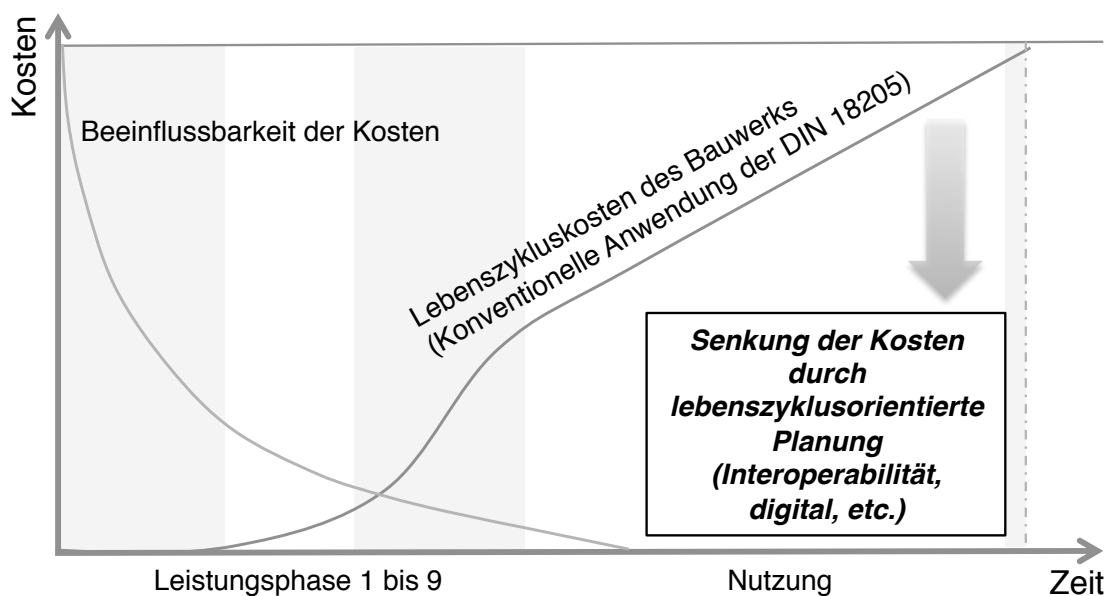 Kosten
Beeinflussbarkeit der Kosten
Lebenszykluskosten des Bauwerks
(Konventionelle Anwendung der DIN 18205)
Senkung der Kosten
durch
lebenszyklusorientierte
Planung
(Interoperabilität,
digital, etc.)
Leistungsphase 1 bis 9
Nutzung
Zeit